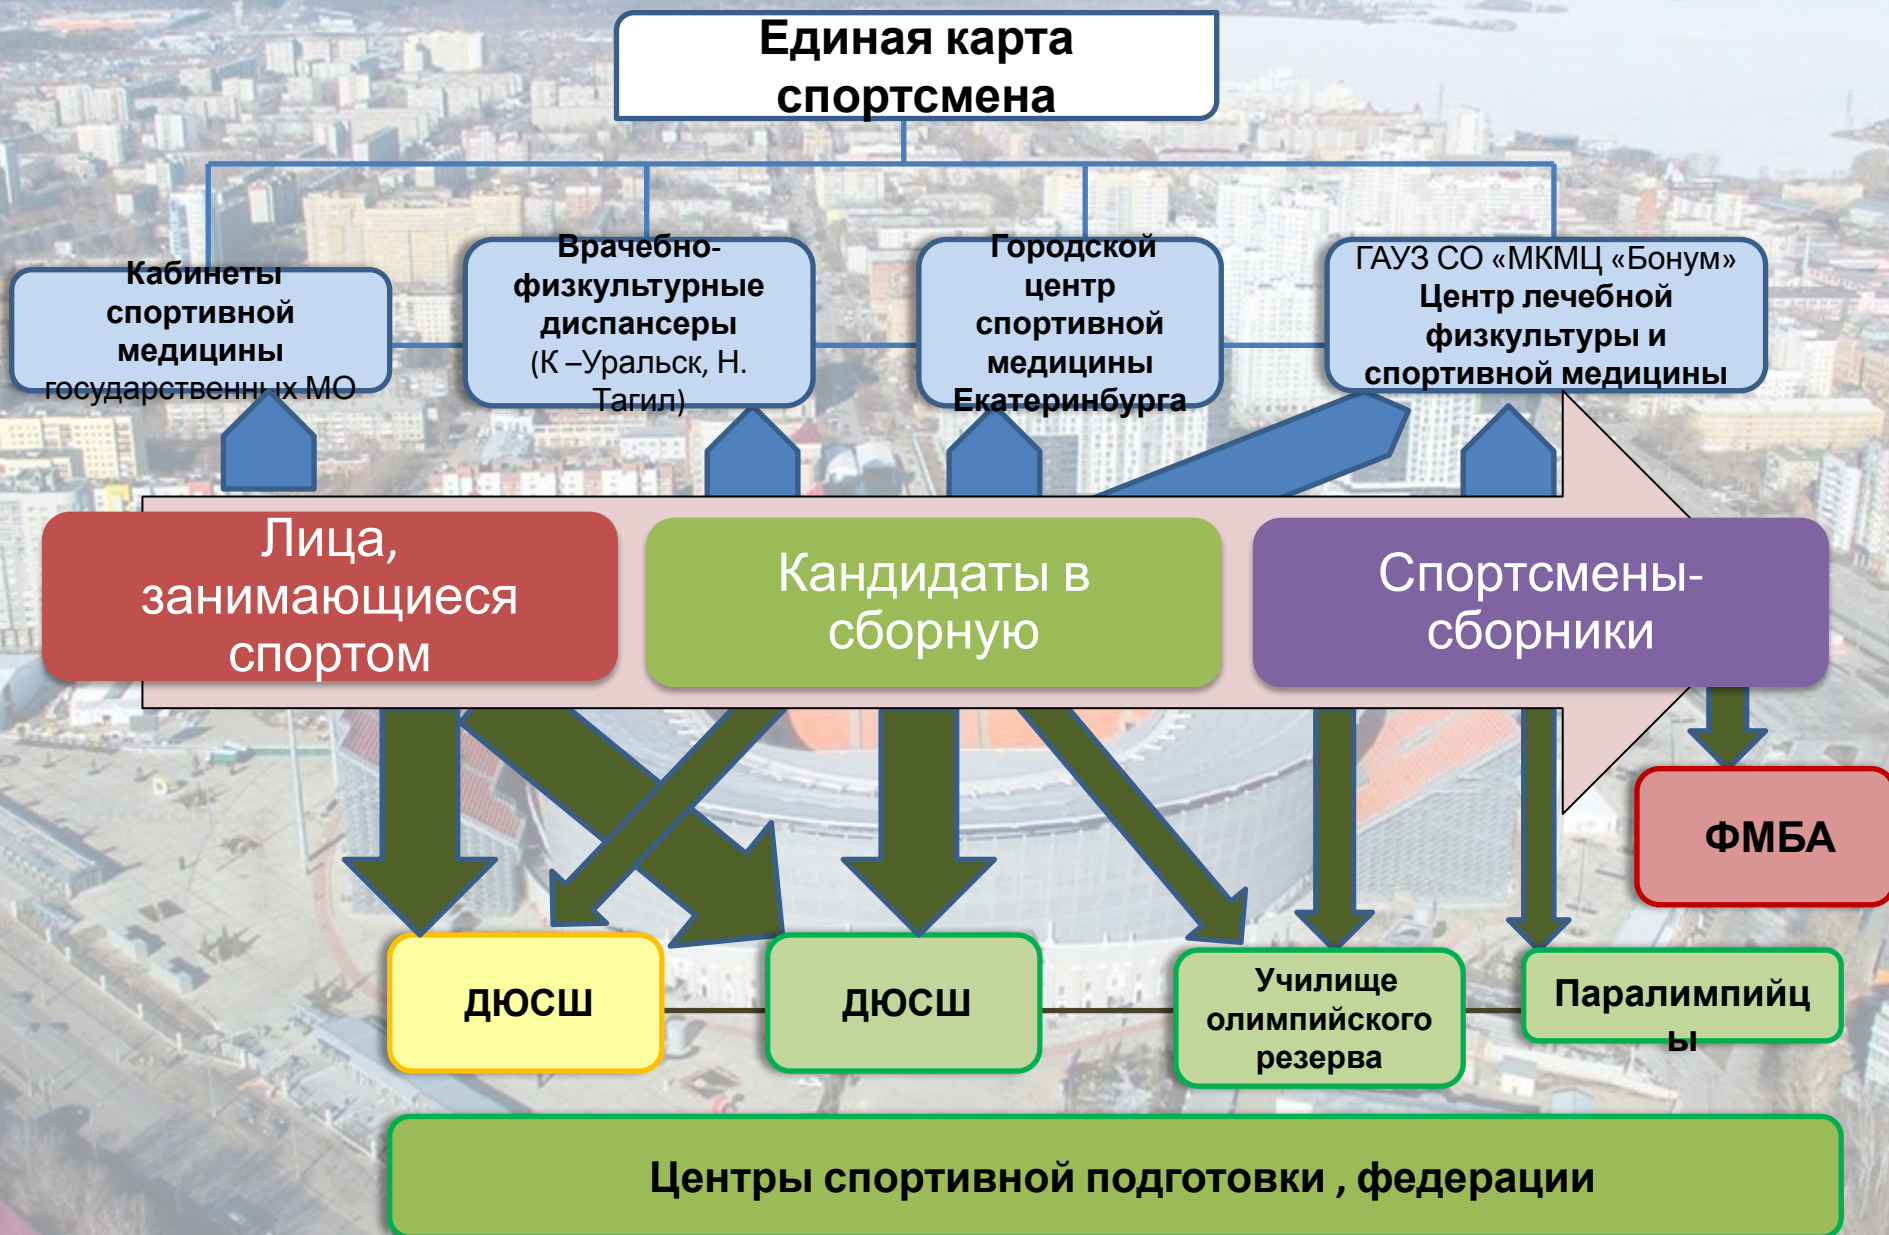 Единая карта
спортсмена
Кабинеты
спортивной
медицины
государственных МО
Врачебно-
физкультурные
диспансеры
(К –Уральск, Н.
Тагил)
Городской
центр
спортивной
медицины
Екатеринбурга
ГАУЗ СО «МКМЦ «Бонум»
Центр лечебной
физкультуры и
спортивной медицины
Лица,
занимающиеся
спортом
Кандидаты в
сборную
Спортсмены-
сборники
ФМБА
ДЮСШ
ДЮСШ
Училище
олимпийского
резерва
Паралимпийц
ы
Центры спортивной подготовки , федерации